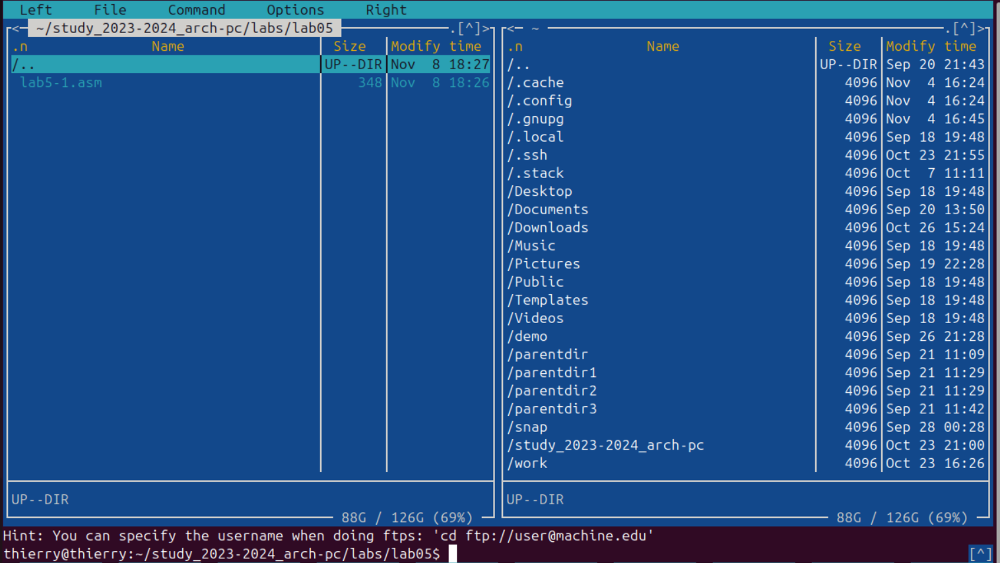 Left File Command Options Right
<─ ~/study_2023-2024_arch-pc/labs/lab05 ─.[^]>
.n Name Size Modify time
/.. UP--DIR Nov 8 18:27
lab5-1.asm 348 Nov 8 18:26
UP--DIR
88G / 126G (69%)
<─ ~ ─.[^]>
.n Name Size Modify time
/.. UP--DIR Sep 20 21:43
/.cache 4096 Nov 4 16:24
/.config 4096 Nov 4 16:24
/.gnupg 4096 Nov 4 16:45
/.local 4096 Sep 18 19:48
/.ssh 4096 Oct 23 21:55
/.stack 4096 Oct 7 11:11
/Desktop 4096 Sep 18 19:48
/Documents 4096 Sep 20 13:50
/Downloads 4096 Oct 26 15:24
/Music 4096 Sep 18 19:48
/Pictures 4096 Sep 19 22:28
/Public 4096 Sep 18 19:48
/Templates 4096 Sep 18 19:48
/Videos 4096 Sep 18 19:48
/demo 4096 Sep 26 21:28
/parentdir 4096 Sep 21 11:09
/parentdir1 4096 Sep 21 11:29
/parentdir2 4096 Sep 21 11:29
/parentdir3 4096 Sep 21 11:42
/snap 4096 Sep 28 00:28
/study_2023-2024_arch-pc 4096 Oct 23 21:00
/work 4096 Oct 23 16:26
UP--DIR
88G / 126G (69%)
Hint: You can specify the username when doing ftps: 'cd ftp://user@machine.edu'
thierry@thierry:~/study_2023-2024_arch-pc/labs/lab05$ [^]